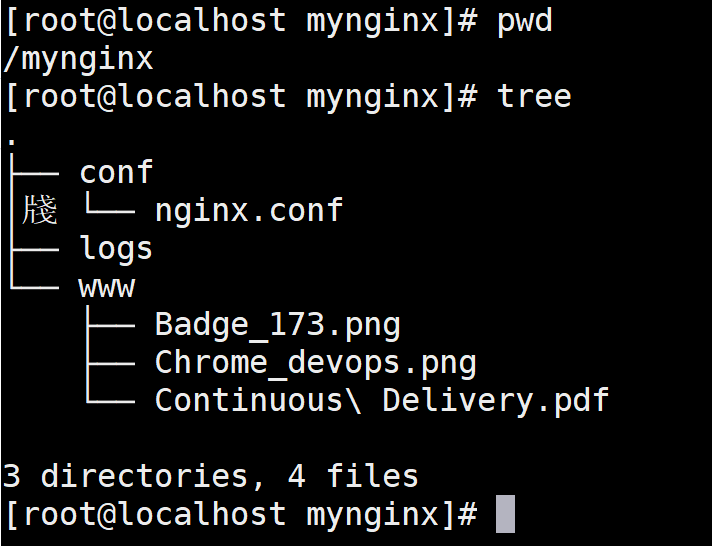 [root@localhost mynginx]# pwd
/mynginx
[root@localhost mynginx]# tree
.
├── conf
│牋 └── nginx.conf
├── logs
└── www
    ├── Badge_173.png
    ├── Chrome_devops.png
    └── Continuous\ Delivery.pdf
3 directories, 4 files
[root@localhost mynginx]#